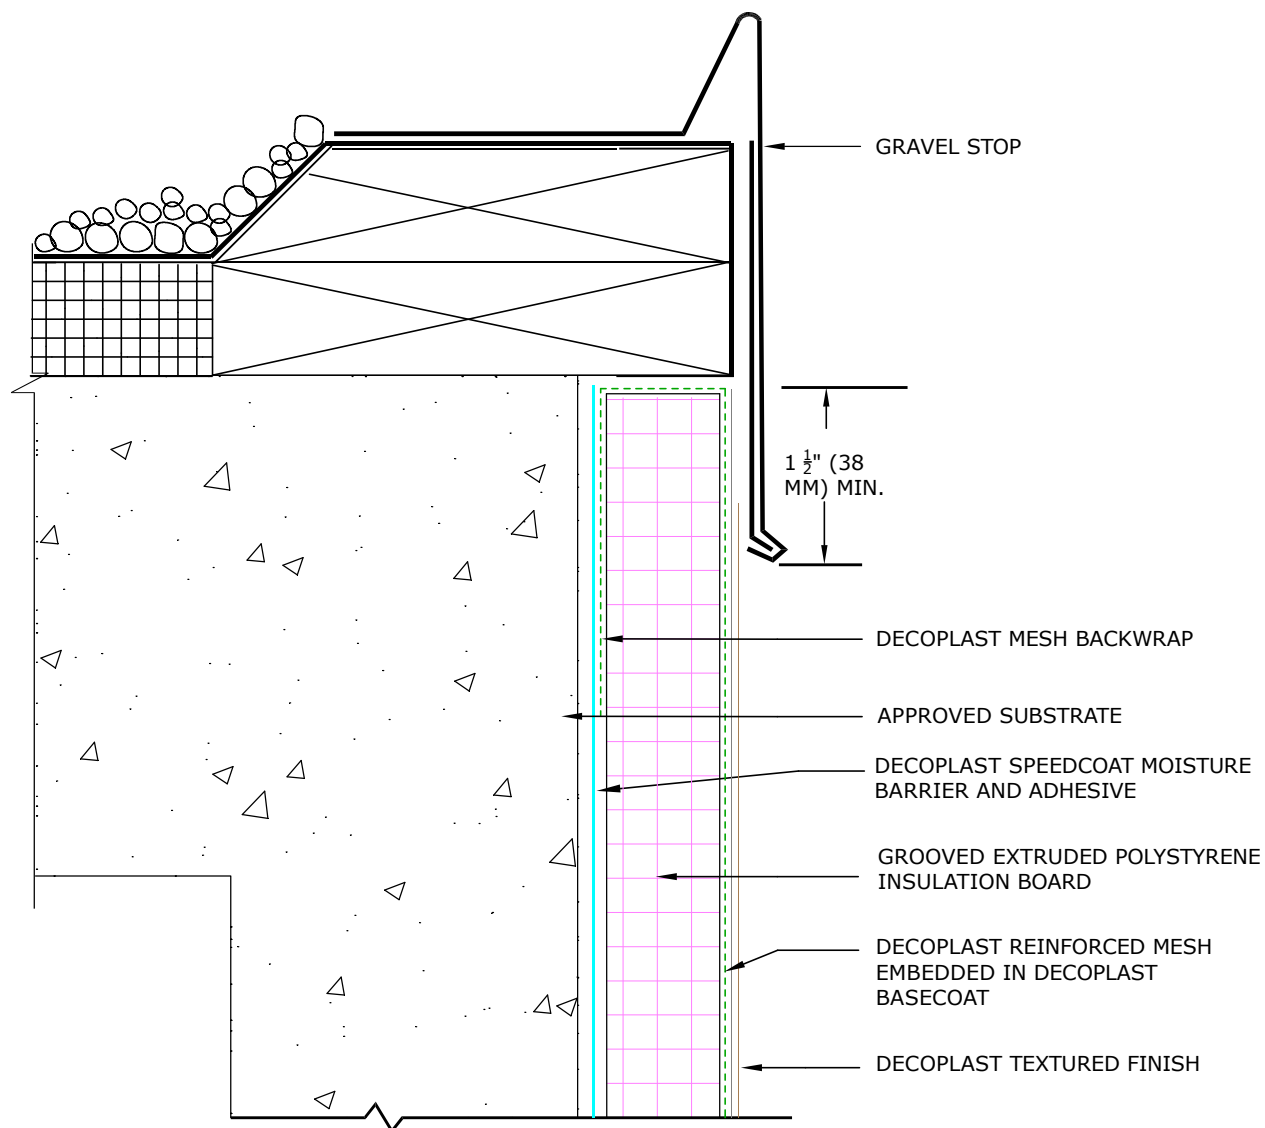 GRAVEL STOP
1 1/2" (38
MM) MIN.
DECOPLAST MESH BACKWRAP
APPROVED SUBSTRATE
DECOPLAST SPEEDCOAT MOISTURE
BARRIER AND ADHESIVE
GROOVED EXTRUDED POLYSTYRENE
INSULATION BOARD
DECOPLAST REINFORCED MESH
EMBEDDED IN DECOPLAST
BASECOAT
DECOPLAST TEXTURED FINISH